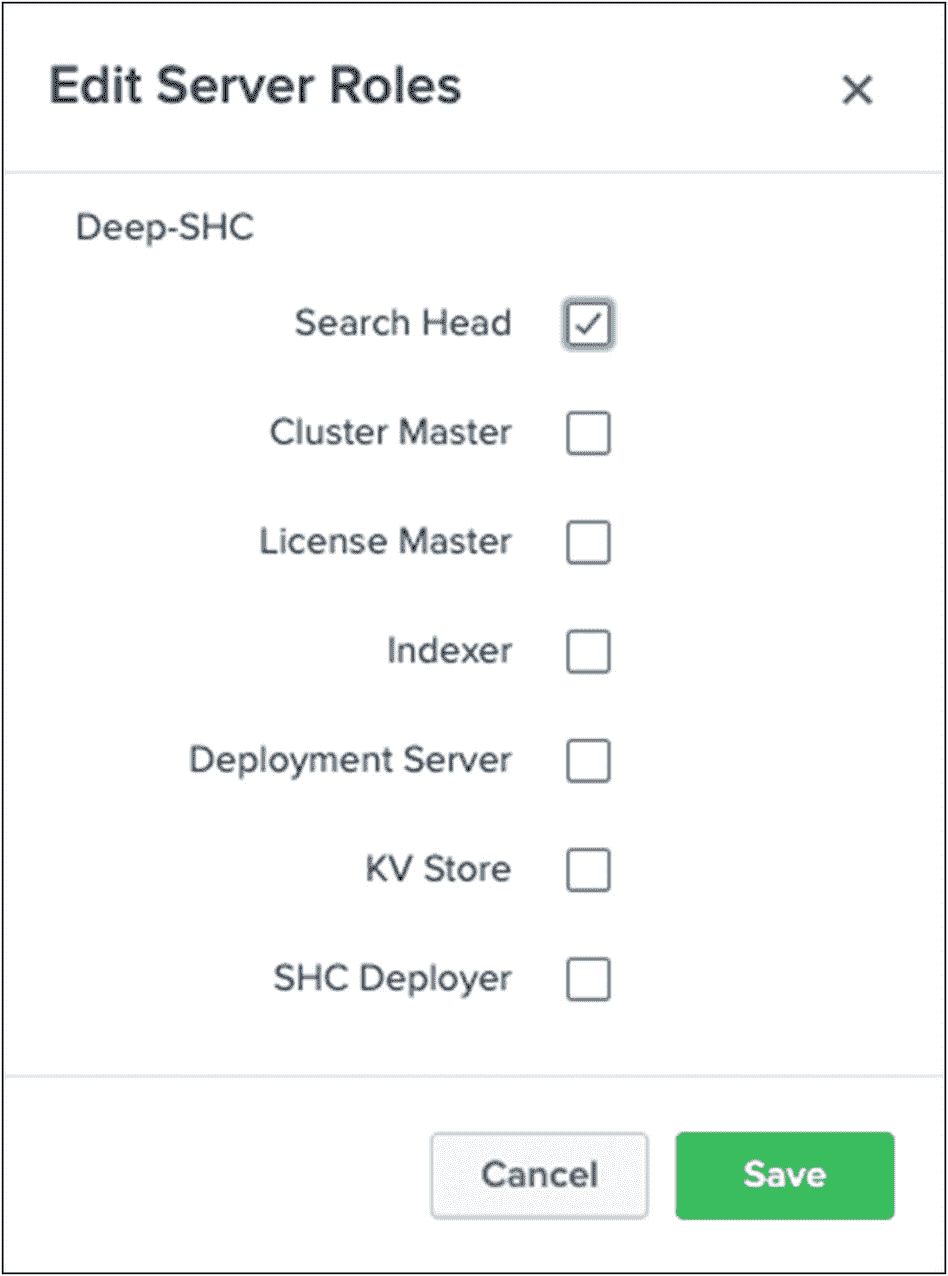 Edit Server Roles
Deep-SHC
Search Head
Cluster Master
License Master
Indexer
Deployment Server
KV Store
SHC Deployer
Cancel Save